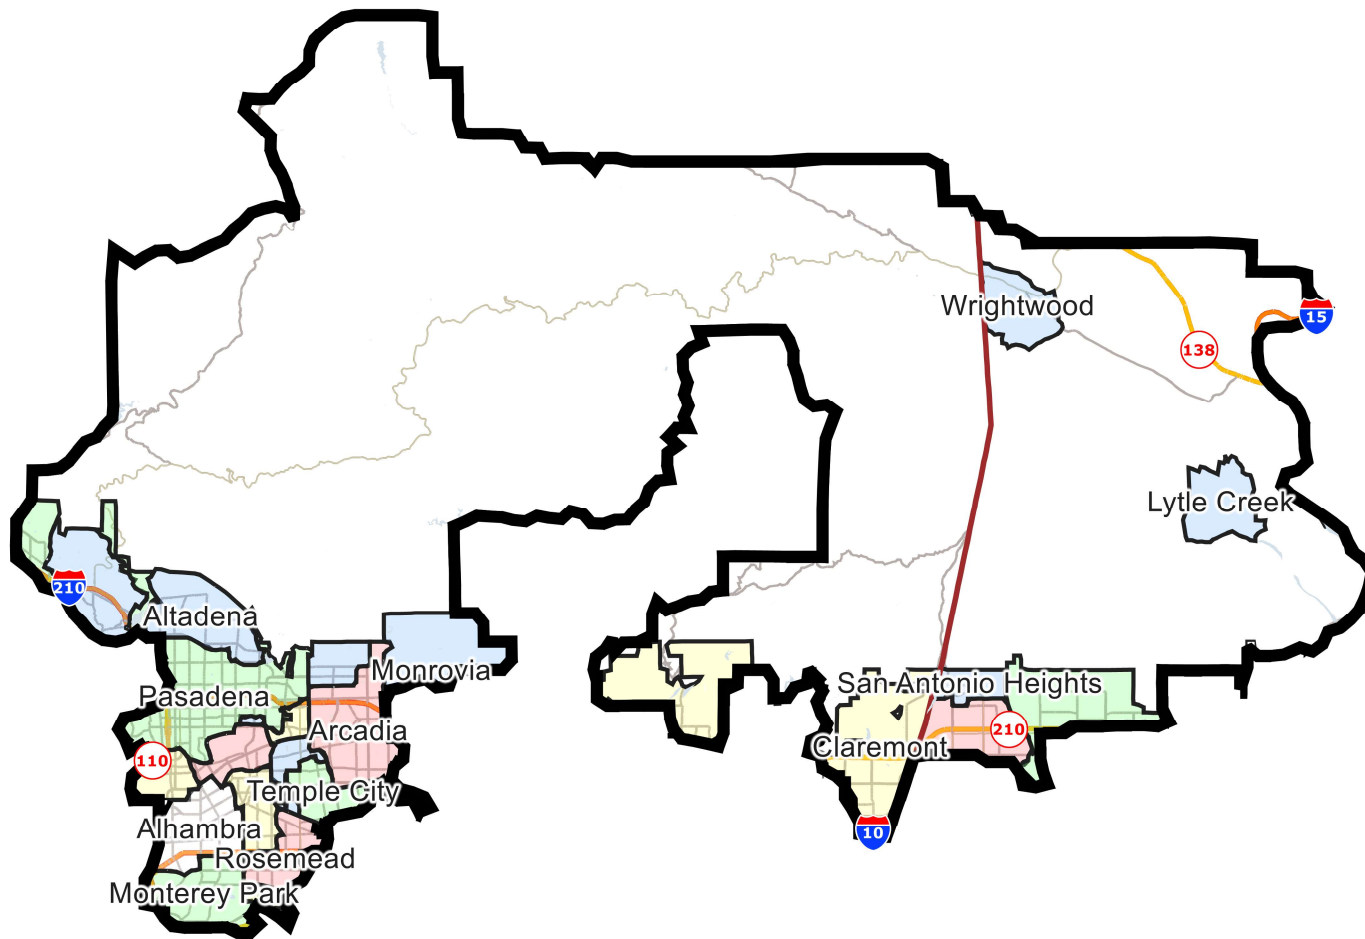 Wrightwood
15
138
Lytle Creek
210
Altadena
Monrovia
Pasadena
San Antonio Heights
Arcadia
210
Claremont
110
Temple City
Alhambra
10
Rosemead
Monterey Park